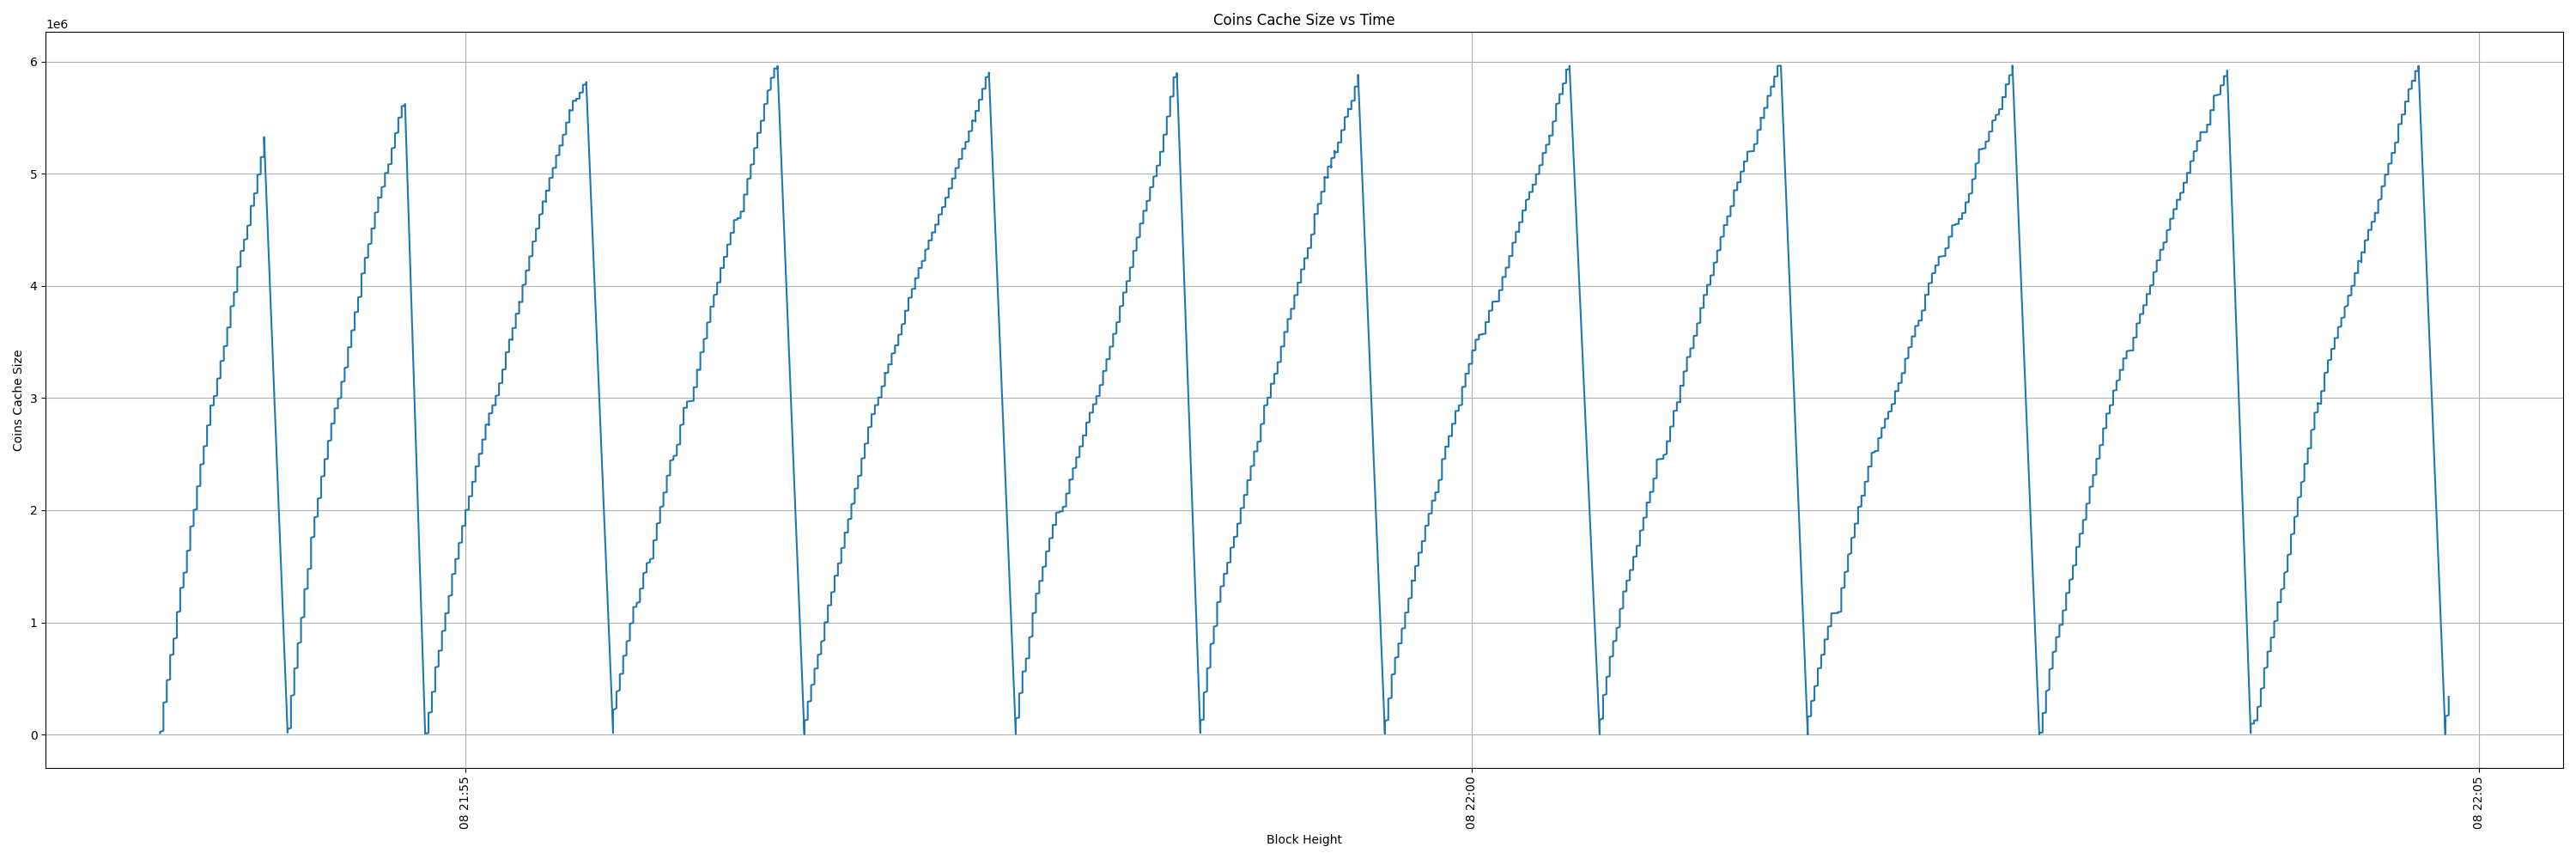 Coins Cache Size vs Time
1e6
6
5
4
3
2
1
0
Coins Cache Size
08 21:55
08 22:00
08 22:05
Block Height